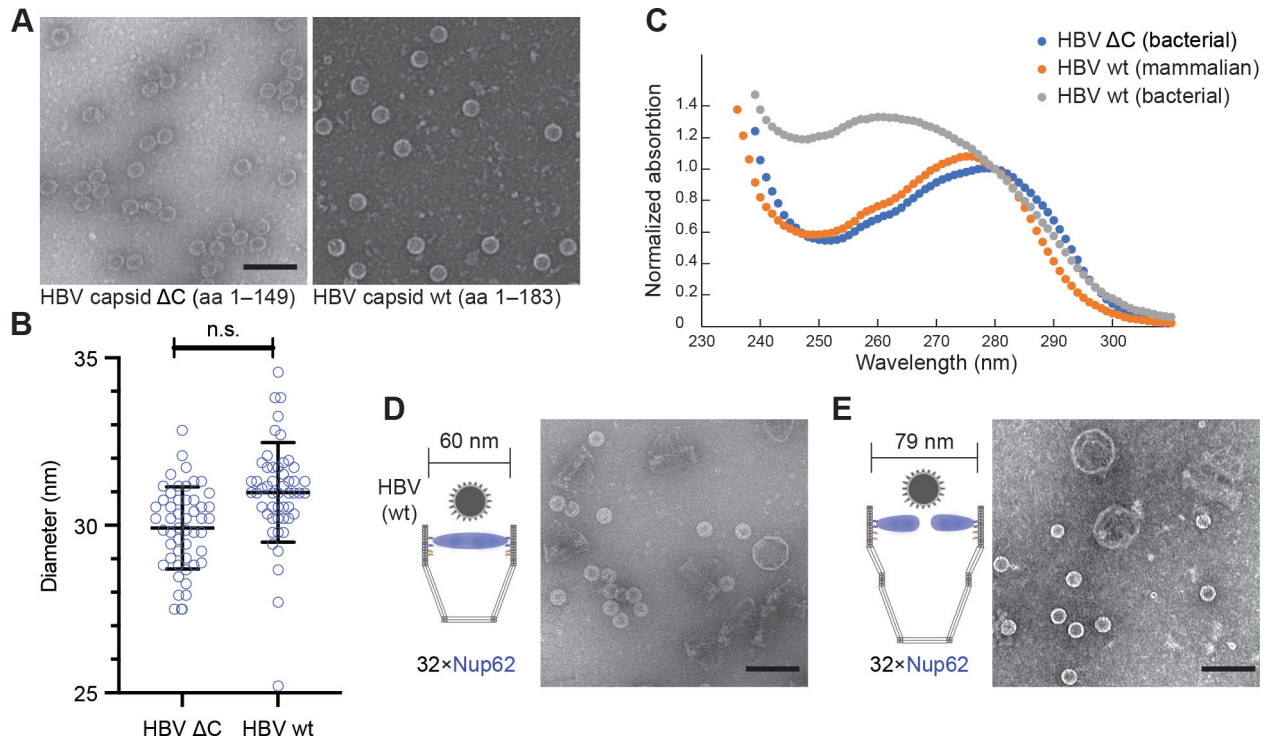 A
HBV capsid ΔC (aa 1–149)
HBV capsid wt (aa 1–183)
B
n.s.
35
30
25
Diameter (nm)
HBV ΔC
HBV wt
C
HBV ΔC (bacterial)
HBV wt (mammalian)
HBV wt (bacterial)
Normalized absorbtion
1.4
1.2
1.0
0.8
0.6
0.4
0.2
0
230
240
250
260
270
280
290
300
Wavelength (nm)
D
60 nm
HBV
(wt)
32×Nup62
E
79 nm
32×Nup62